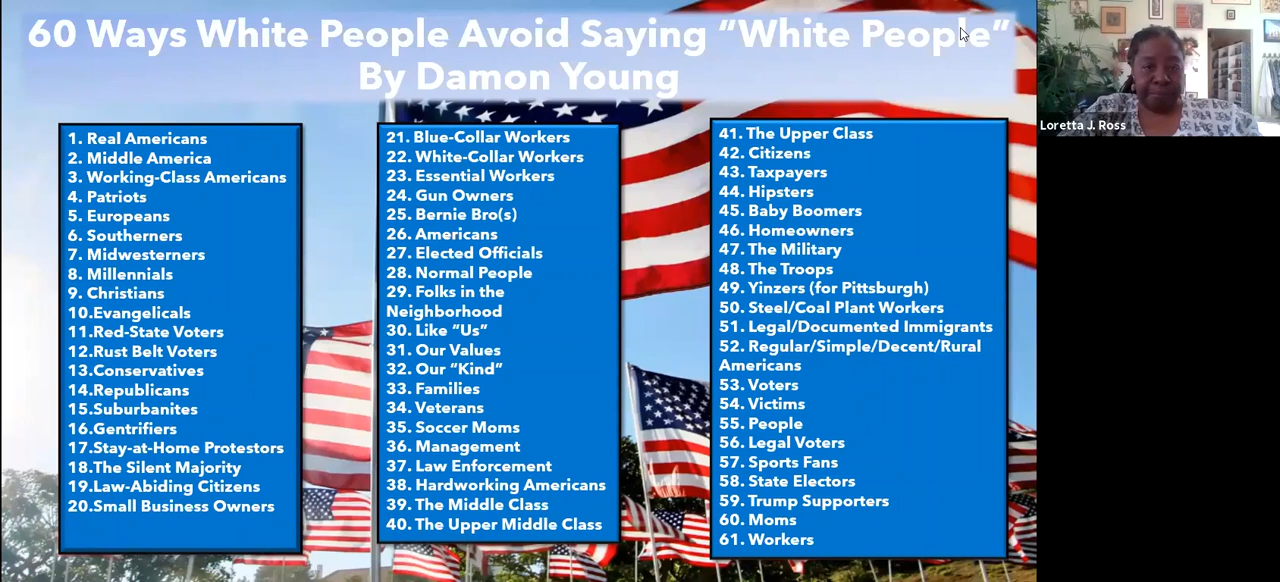 60 Ways White People Avoid Saying “White People”
By Damon Young
1. Real Americans
2. Middle America
3. Working-Class Americans
4. Patriots
5. Europeans
6. Southerners
7. Midwesterners
8. Millennials
9. Christians
10.Evangelicals
11.Red-State Voters
12.Rust Belt Voters
13.Conservatives
14.Republicans
15.Suburbanites
16.Gentrifiers
17.Stay-at-Home Protestors
18.The Silent Majority
19.Law-Abiding Citizens
20.Small Business Owners
21. Blue-Collar Workers
22. White-Collar Workers
23. Essential Workers
24. Gun Owners
25. Bernie Bro(s)
26. Americans
27. Elected Officials
28. Normal People
29. Folks in the
Neighborhood
30. Like “Us”
31. Our Values
32. Our “Kind”
33. Families
34. Veterans
35. Soccer Moms
36. Management
37. Law Enforcement
38. Hardworking Americans
39. The Middle Class
40. The Upper Middle Class
41. The Upper Class
42. Citizens
43. Taxpayers
44. Hipsters
45. Baby Boomers
46. Homeowners
47. The Military
48. The Troops
49. Yinzers (for Pittsburgh)
50. Steel/Coal Plant Workers
51. Legal/Documented Immigrants
52. Regular/Simple/Decent/Rural
Americans
53. Voters
54. Victims
55. People
56. Legal Voters
57. Sports Fans
58. State Electors
59. Trump Supporters
60. Moms
61. Workers
Loretta J. Ross